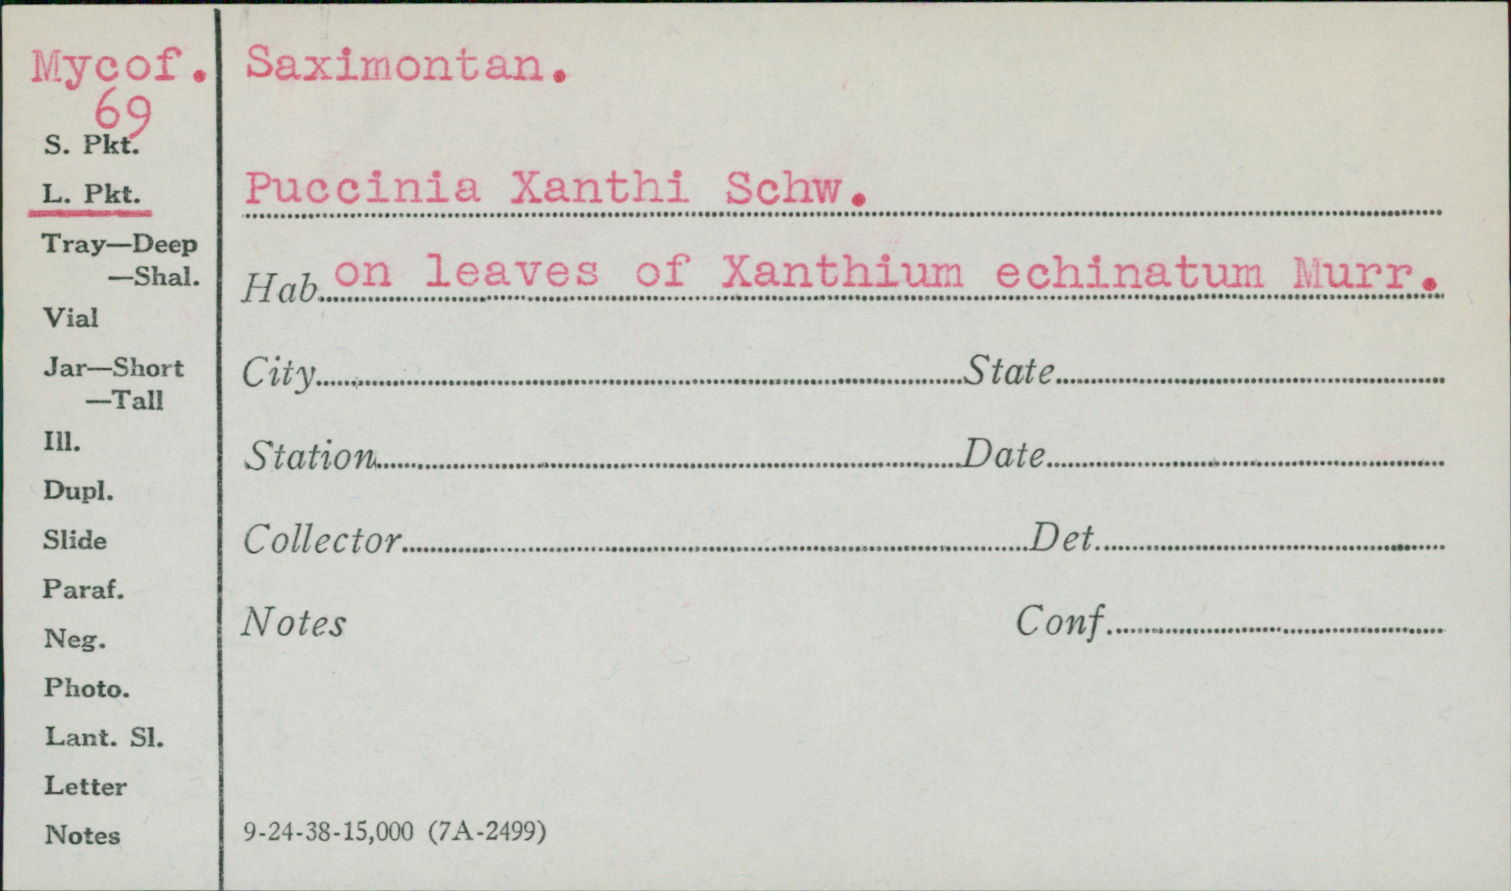 Mycof. Saximontan.
69
S. Pkt.
L. Pkt.
Puccinia Xanthi Schw.
Tray—Deep
—Shal.
Hab. on leaves of Xanthium echinatum Murr.
Vial
Jar—Short
—Tall
City State
Ill.
Station Date
Dupl.
Slide
Collector Det.
Paraf.
Neg.
Notes Conf.
Photo.
Lant. Sl.
Letter
Notes
9-24-38-15,000 (7A-2499)